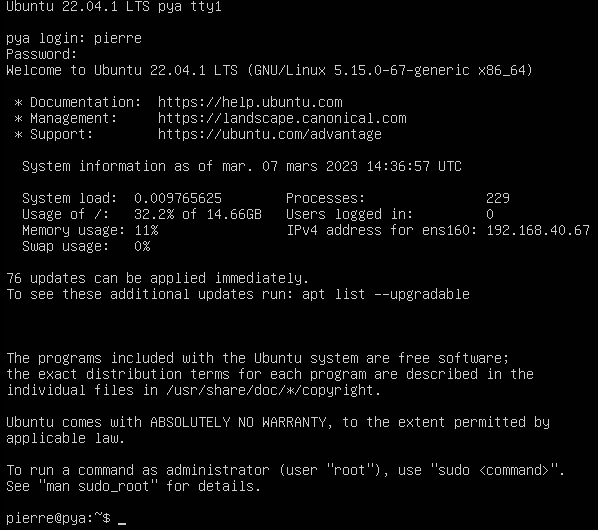 Ubuntu 22.04.1 LTS pya tty1
pya login: pierre
Password:
Welcome to Ubuntu 22.04.1 LTS (GNU/Linux 5.15.0-67-generic x86_64)
* Documentation:  https://help.ubuntu.com
* Management:     https://landscape.canonical.com
* Support:        https://ubuntu.com/advantage
System information as of mar. 07 mars 2023 14:36:57 UTC
System load:  0.009765625        Processes:               229
Usage of /:   32.2% of 14.66GB   Users logged in:         0
Memory usage: 11%                IPv4 address for ens160: 192.168.40.67
Swap usage:   0%
76 updates can be applied immediately.
To see these additional updates run: apt list --upgradable
The programs included with the Ubuntu system are free software;
the exact distribution terms for each program are described in the
individual files in /usr/share/doc/*/copyright.
Ubuntu comes with ABSOLUTELY NO WARRANTY, to the extent permitted by
applicable law.
To run a command as administrator (user "root"), use "sudo <command>".
See "man sudo_root" for details.
pierre@pya:~$ _